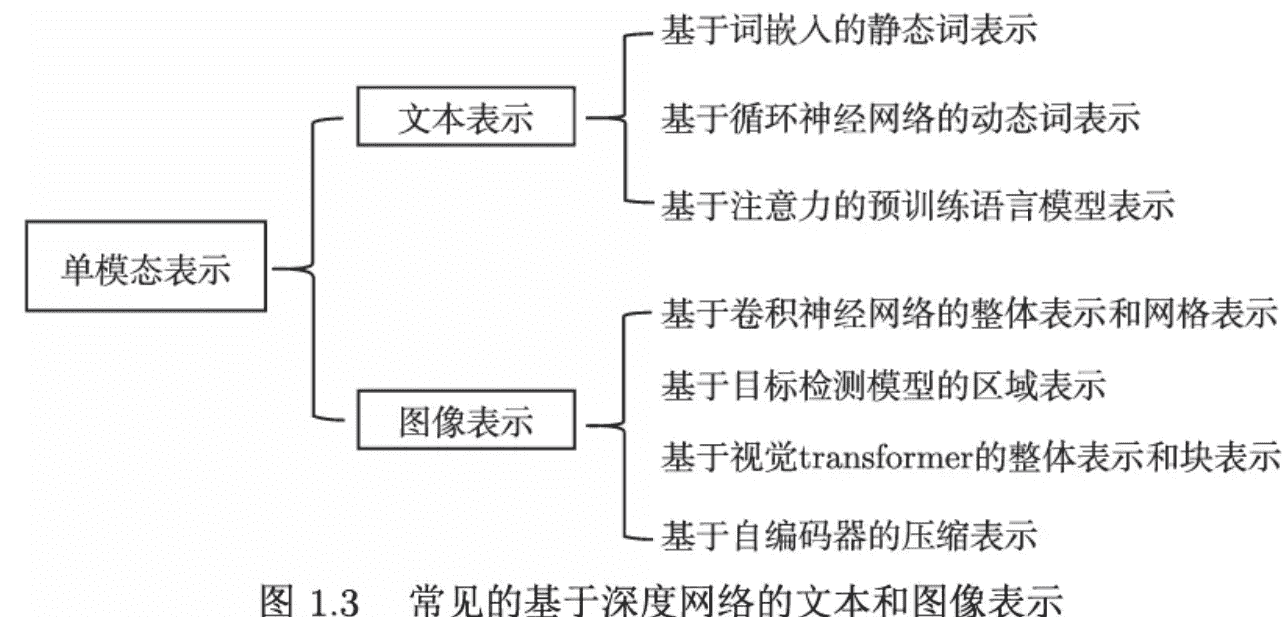 单模态表示
文本表示
基于词嵌入的静态词表示
基于循环神经网络的动态词表示
基于注意力的预训练语言模型表示
图像表示
基于卷积神经网络的整体表示和网格表示
基于目标检测模型的区域表示
基于视觉transformer的整体表示和块表示
基于自编码器的压缩表示
图 1.3 常见的基于深度网络的文本和图像表示